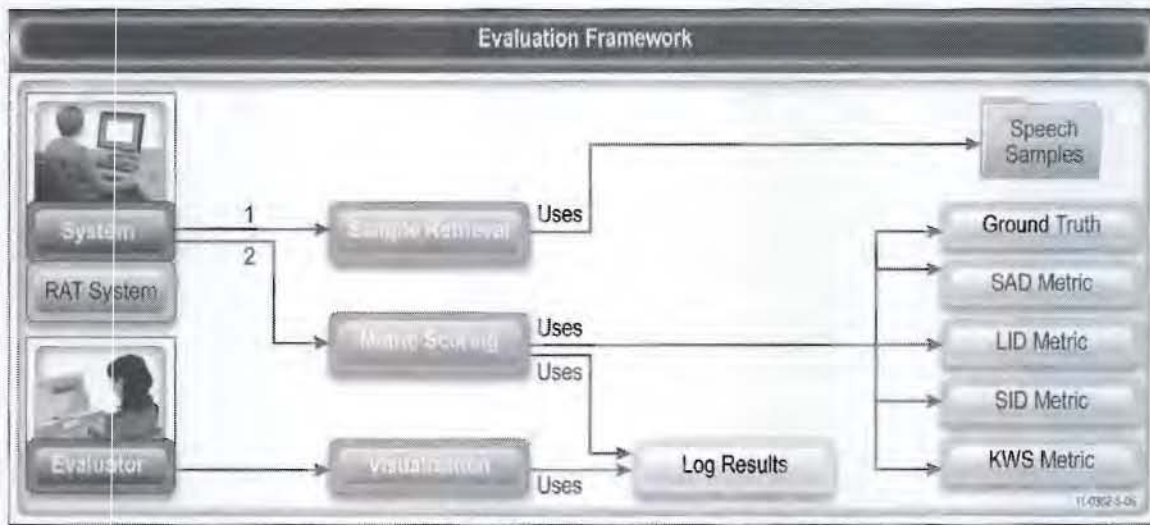 Evaluation Framework
System
RAT System
Evaluator
1
2
Sample Retrieval
Metric Scoring
Visualization
Uses
Uses
Uses
Uses
Log Results
Speech
Samples
Ground Truth
SAD Metric
LID Metric
SID Metric
KWS Metric